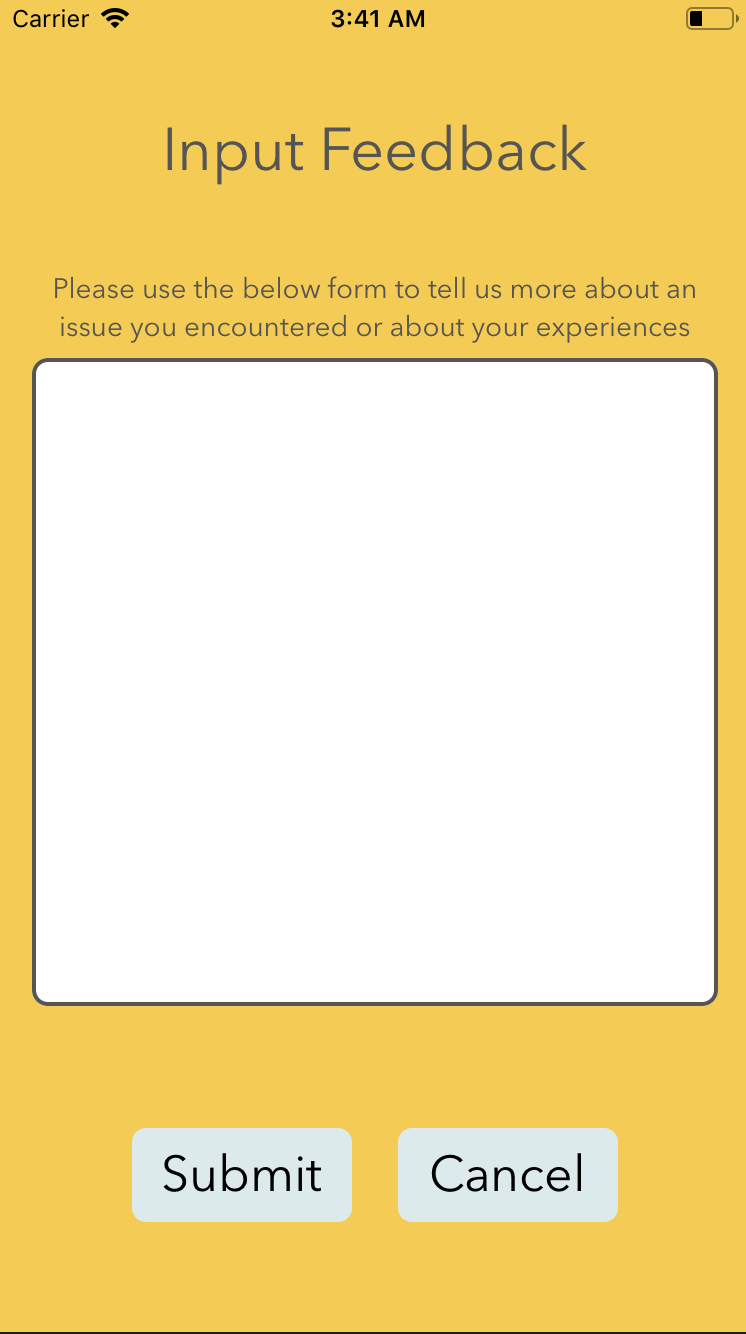 Carrier 3:41 AM
Input Feedback
Please use the below form to tell us more about an
issue you encountered or about your experiences
Submit Cancel